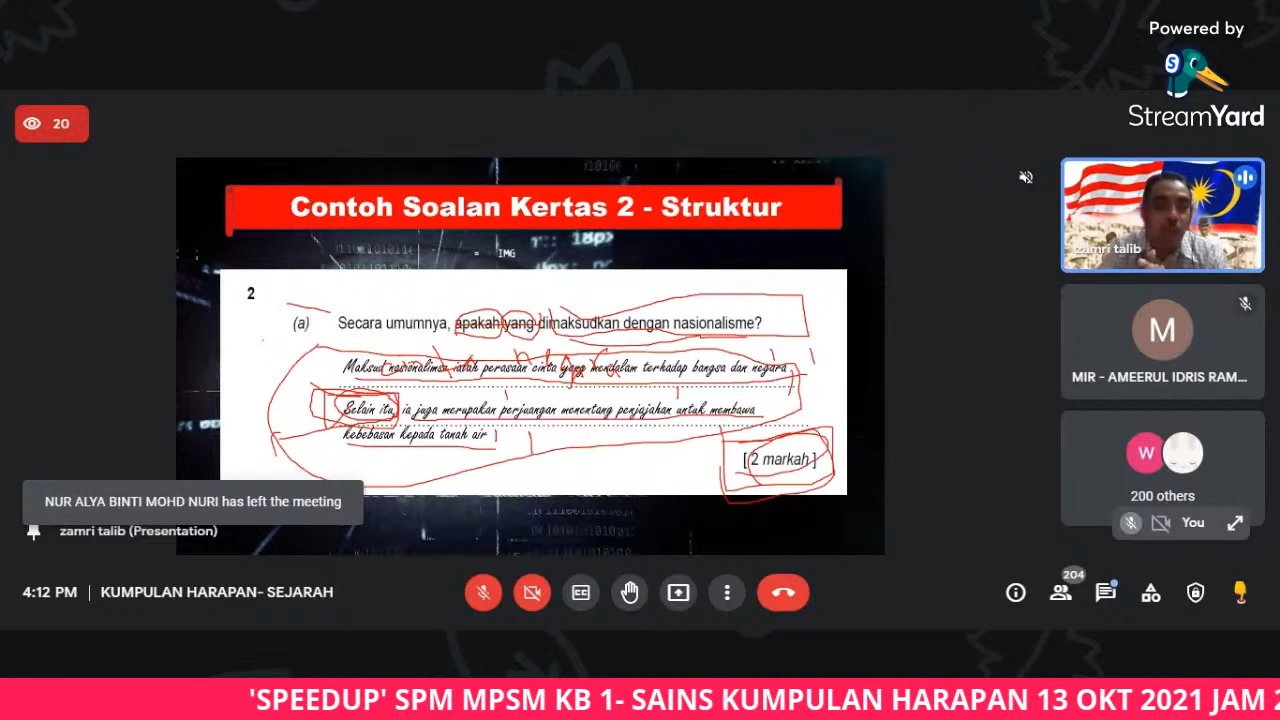 Powered by
StreamYard
20
Contoh Soalan Kertas 2 - Struktur
= IMG
18px
2
(a) Secara umumnya, apakah yang dimaksudkan dengan nasionalisme?
Maksud nasionalimse ialah perasaan cinta yang mendalam terhadap bangsa dan negara
Selain itu, ia juga merupakan perjuangan menentang penjajahan untuk membawa
kebebasan kepada tanah air
[ 2 markah ]
zamri talib
M
MIR - AMEERUL IDRIS RAM...
W
200 others
You
NUR ALYA BINTI MOHD NURI has left the meeting
zamri talib (Presentation)
4:12 PM | KUMPULAN HARAPAN- SEJARAH
204
'SPEEDUP' SPM MPSM KB 1- SAINS KUMPULAN HARAPAN 13 OKT 2021 JAM 2